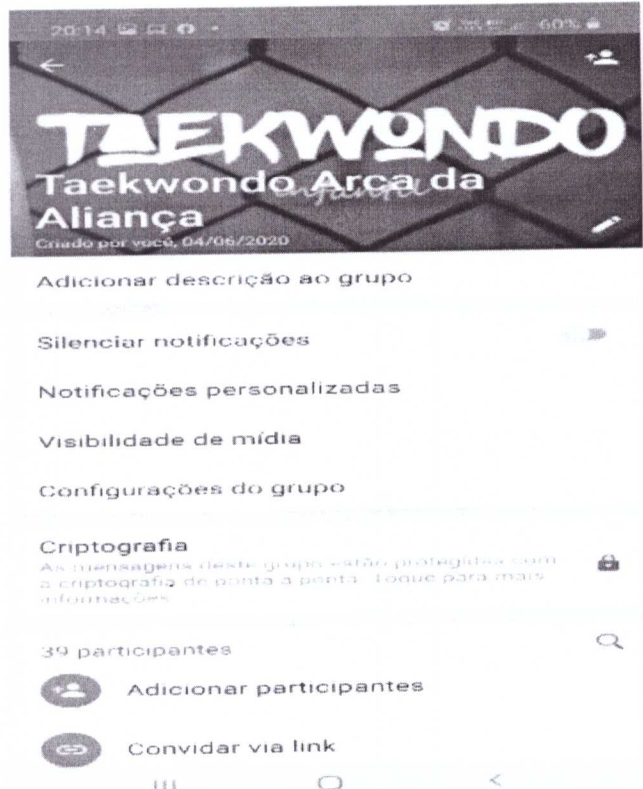 20:14
60%
TAEKWONDO
infantil
Taekwondo Arca da
Aliança
Criado por você, 04/06/2020
Adicionar descrição ao grupo
Silenciar notificações
Notificações personalizadas
Visibilidade de mídia
Configurações do grupo
Criptografia
As mensagens deste grupo estão protegidas com
a criptografia de ponta a ponta. Toque para mais
informações.
39 participantes
Adicionar participantes
Convidar via link